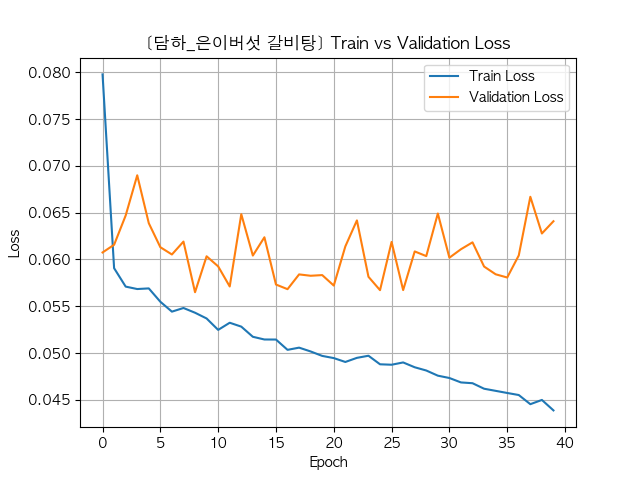 [담하_은이버섯 갈비탕] Train vs Validation Loss
Train Loss
Validation Loss
Loss
0.080
0.075
0.070
0.065
0.060
0.055
0.050
0.045
0 5 10 15 20 25 30 35 40
Epoch